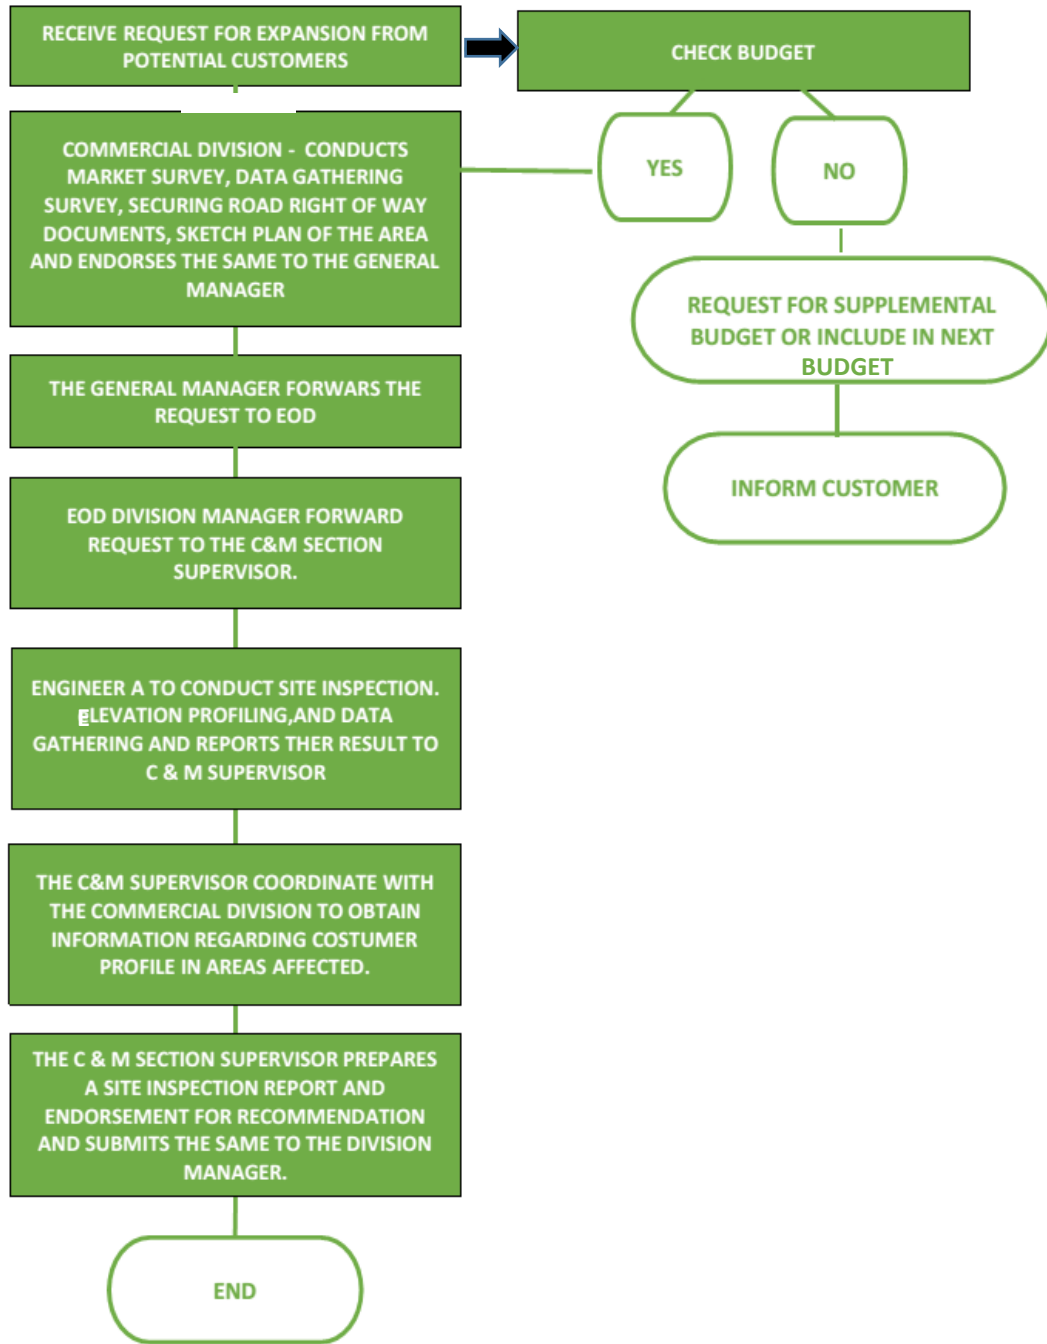 RECEIVE REQUEST FOR EXPANSION FROM
POTENTIAL CUSTOMERS
CHECK BUDGET
YES
NO
COMMERCIAL DIVISION - CONDUCTS
MARKET SURVEY, DATA GATHERING
SURVEY, SECURING ROAD RIGHT OF WAY
DOCUMENTS, SKETCH PLAN OF THE AREA
AND ENDORSES THE SAME TO THE GENERAL
MANAGER
REQUEST FOR SUPPLEMENTAL
BUDGET OR INCLUDE IN NEXT
BUDGET
INFORM CUSTOMER
THE GENERAL MANAGER FORWARS THE
REQUEST TO EOD
EOD DIVISION MANAGER FORWARD
REQUEST TO THE C&M SECTION
SUPERVISOR.
ENGINEER A TO CONDUCT SITE INSPECTION.
ELEVATION PROFILING,AND DATA
GATHERING AND REPORTS THER RESULT TO
C & M SUPERVISOR
THE C&M SUPERVISOR COORDINATE WITH
THE COMMERCIAL DIVISION TO OBTAIN
INFORMATION REGARDING COSTUMER
PROFILE IN AREAS AFFECTED.
THE C & M SECTION SUPERVISOR PREPARES
A SITE INSPECTION REPORT AND
ENDORSEMENT FOR RECOMMENDATION
AND SUBMITS THE SAME TO THE DIVISION
MANAGER.
END